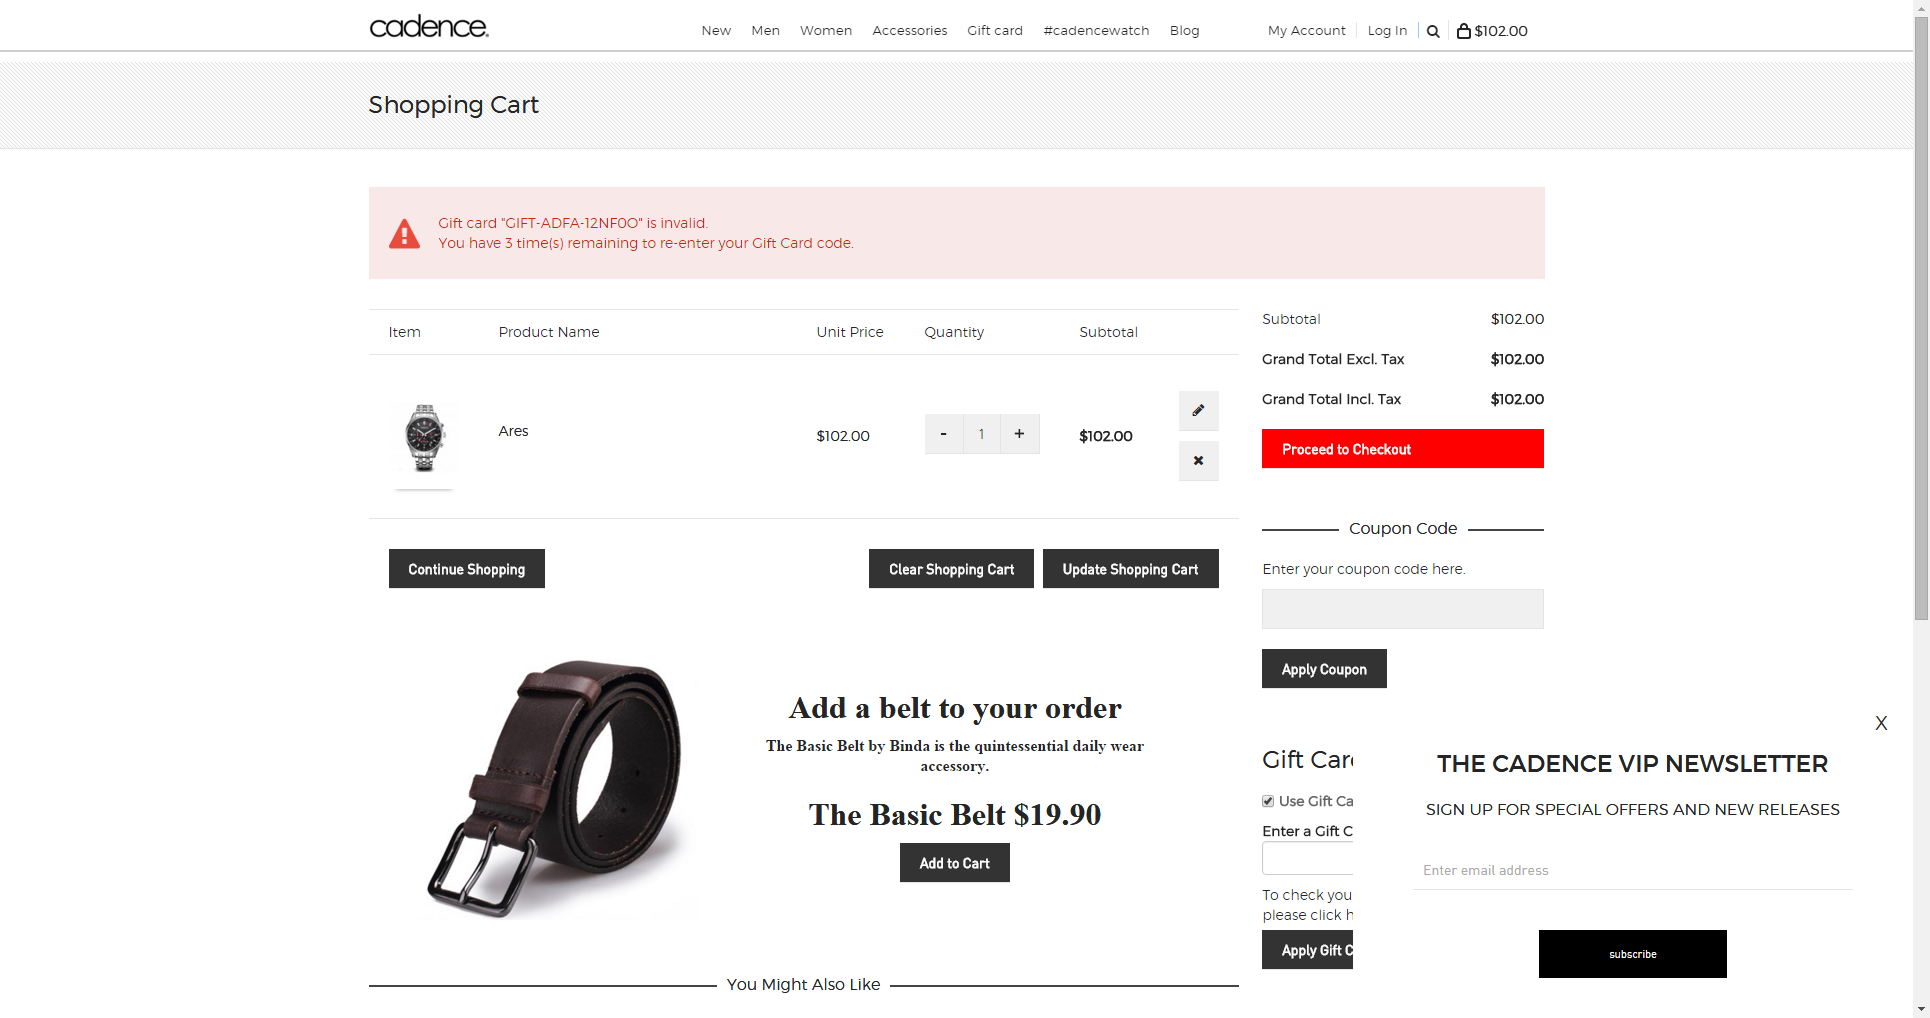 cadence.
New Men Women Accessories Gift card #cadencewatch Blog My Account Log In $102.00
Shopping Cart
Gift card "GIFT-ADFA-12NF0O" is invalid.
You have 3 time(s) remaining to re-enter your Gift Card code.
Item Product Name Unit Price Quantity Subtotal
Ares $102.00 - 1 + $102.00
Continue Shopping Clear Shopping Cart Update Shopping Cart
Subtotal $102.00
Grand Total Excl. Tax $102.00
Grand Total Incl. Tax $102.00
Proceed to Checkout
Coupon Code
Enter your coupon code here.
Apply Coupon
Add a belt to your order
The Basic Belt by Binda is the quintessential daily wear
accessory.
The Basic Belt $19.90
Add to Cart
You Might Also Like
Gift Car
Use Gift Ca
Enter a Gift C
To check you
please click h
Apply Gift C
X
THE CADENCE VIP NEWSLETTER
SIGN UP FOR SPECIAL OFFERS AND NEW RELEASES
Enter email address
subscribe